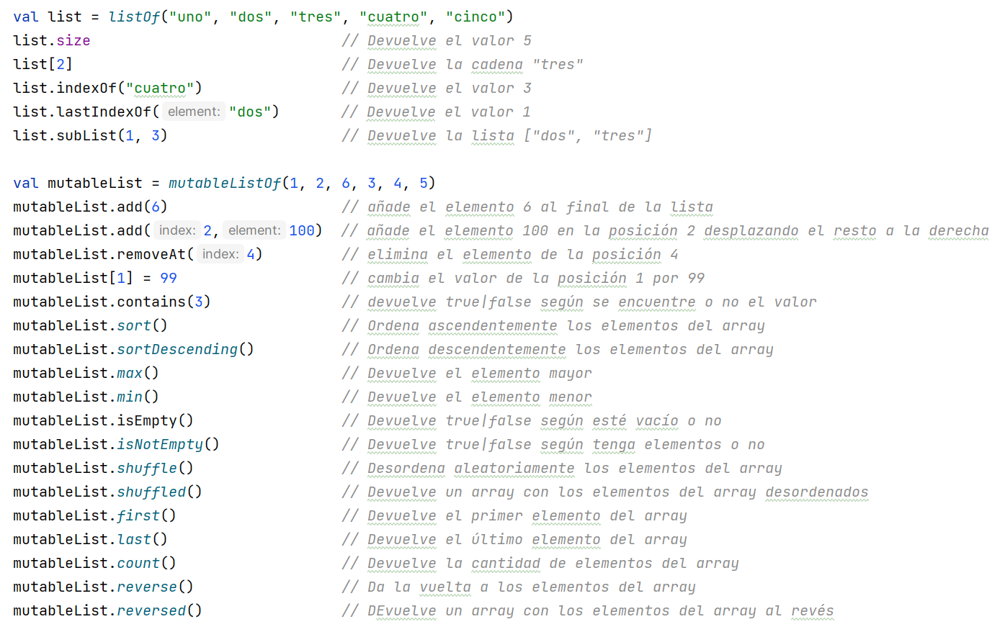 val list = listOf("uno", "dos", "tres", "cuatro", "cinco")
list.size // Devuelve el valor 5
list[2] // Devuelve la cadena "tres"
list.indexOf("cuatro") // Devuelve el valor 3
list.lastIndexOf( element: "dos") // Devuelve el valor 1
list.subList(1, 3) // Devuelve la lista ["dos", "tres"]
val mutableList = mutableListOf(1, 2, 6, 3, 4, 5)
mutableList.add(6) // añade el elemento 6 al final de la lista
mutableList.add( index: 2, element: 100) // añade el elemento 100 en la posición 2 desplazando el resto a la derecha
mutableList.removeAt( index: 4) // elimina el elemento de la posición 4
mutableList[1] = 99 // cambia el valor de la posición 1 por 99
mutableList.contains(3) // devuelve true|false según se encuentre o no el valor
mutableList.sort() // Ordena ascendentemente los elementos del array
mutableList.sortDescending() // Ordena descendentemente los elementos del array
mutableList.max() // Devuelve el elemento mayor
mutableList.min() // Devuelve el elemento menor
mutableList.isEmpty() // Devuelve true|false según esté vacío o no
mutableList.isNotEmpty() // Devuelve true|false según tenga elementos o no
mutableList.shuffle() // Desordena aleatoriamente los elementos del array
mutableList.shuffled() // Devuelve un array con los elementos del array desordenados
mutableList.first() // Devuelve el primer elemento del array
mutableList.last() // Devuelve el último elemento del array
mutableList.count() // Devuelve la cantidad de elementos del array
mutableList.reverse() // Da la vuelta a los elementos del array
mutableList.reversed() // DEvuelve un array con los elementos del array al revés